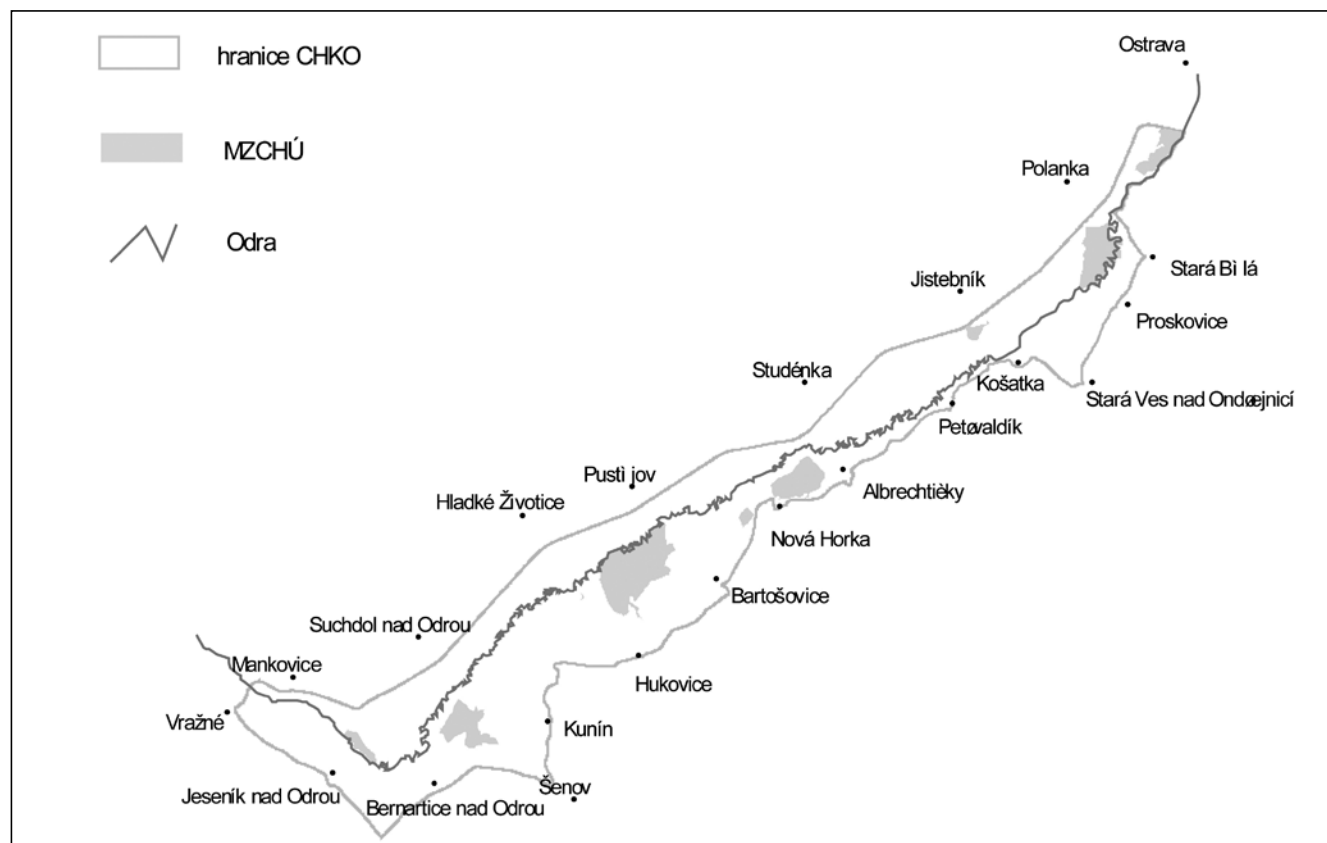 hranice CHKO
MZCHÚ
Odra
Ostrava
Polanka
Stará Bì lá
Jistebník
Proskovice
Studénka
Košatka
Stará Ves nad Ondøejnicí
Petøvaldík
Pustì jov
Albrechtièky
Hladké Životice
Nová Horka
Bartošovice
Suchdol nad Odrou
Hukovice
Mankovice
Vražné
Kunín
Jeseník nad Odrou
Bernartice nad Odrou
Šenov